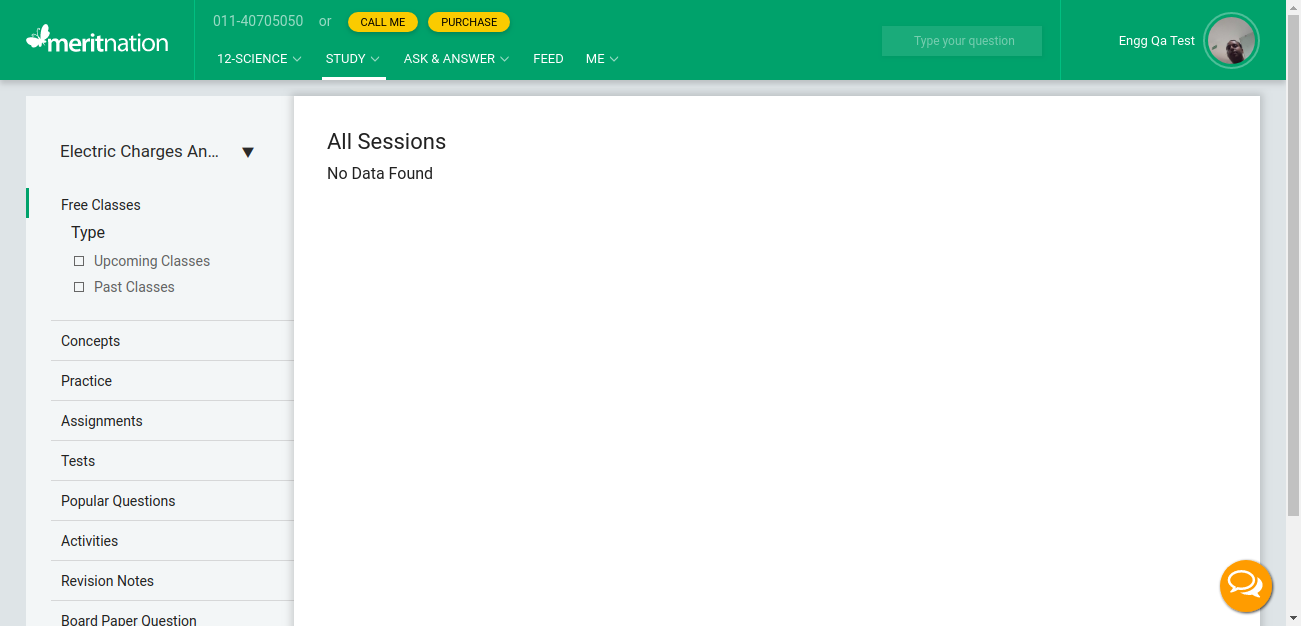 011-40705050 or CALL ME PURCHASE
meritnation
12-SCIENCE STUDY ASK & ANSWER FEED ME
Type your question
Engg Qa Test
Electric Charges An...
Free Classes
Type
Upcoming Classes
Past Classes
Concepts
Practice
Assignments
Tests
Popular Questions
Activities
Revision Notes
Board Paper Question
All Sessions
No Data Found